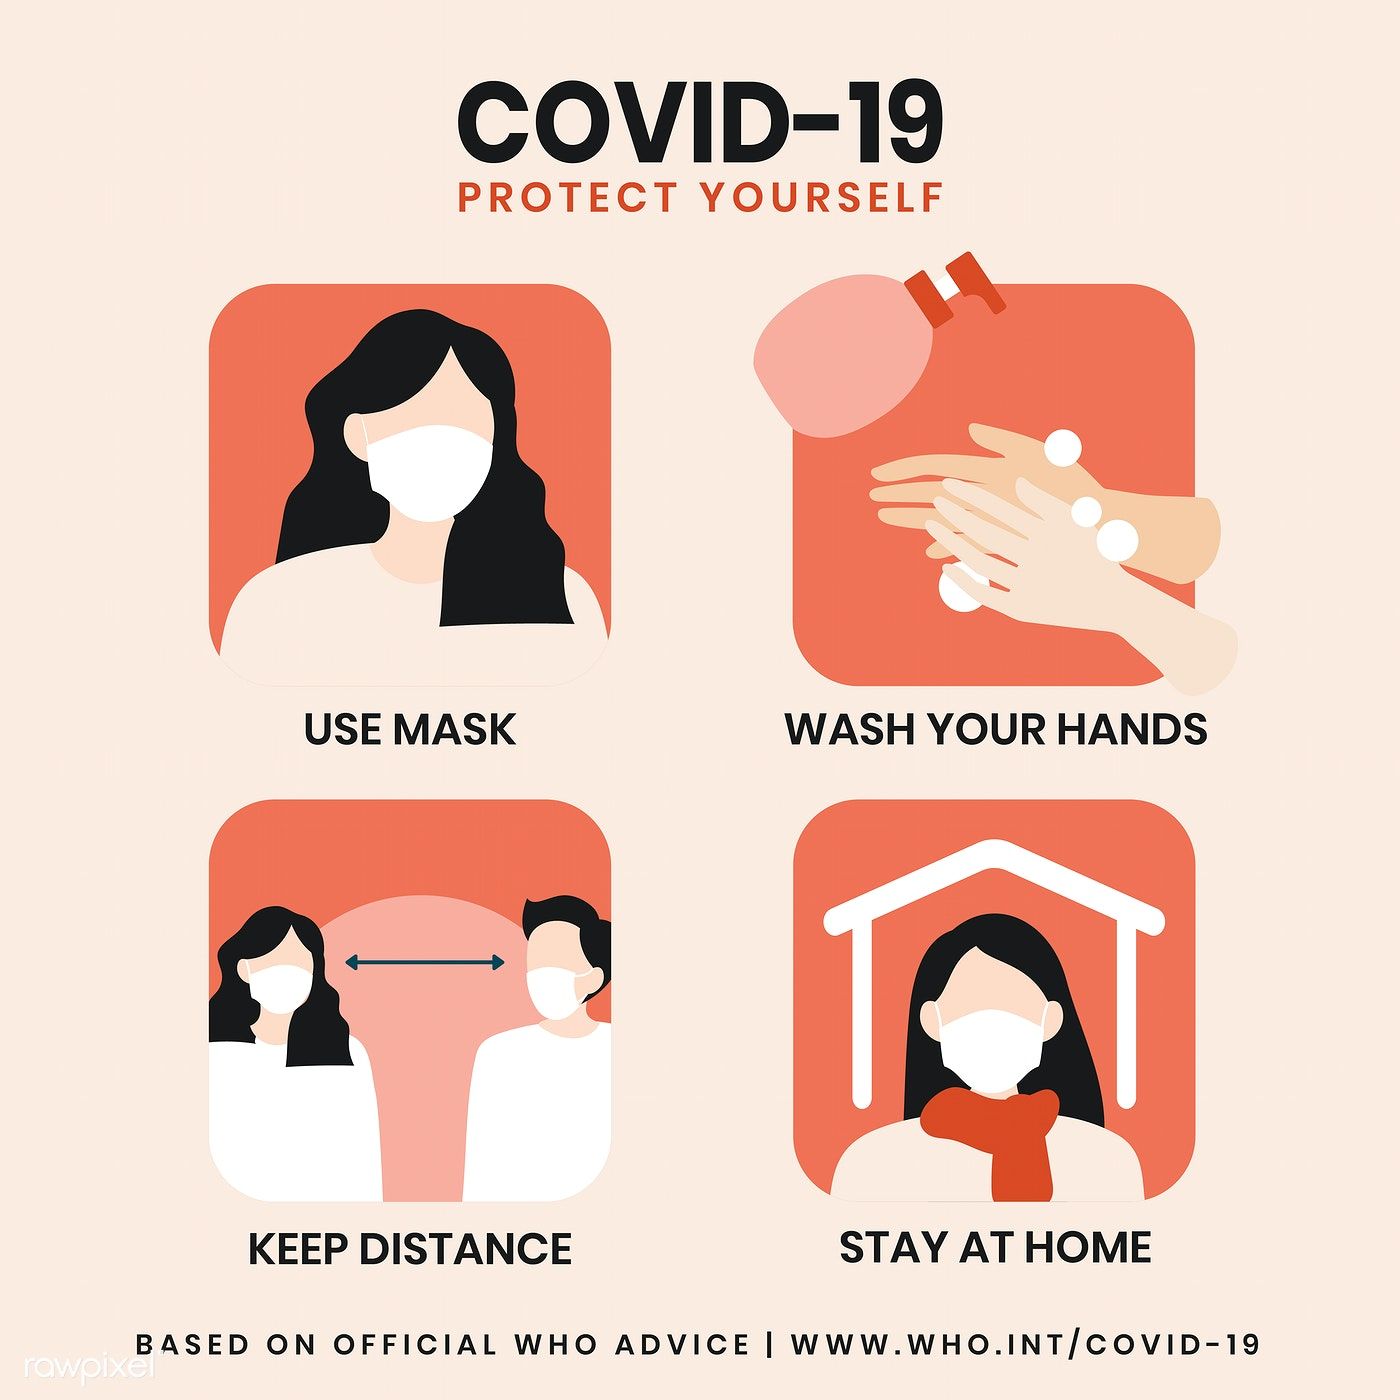 COVID-19
PROTECT YOURSELF
USE MASK
WASH YOUR HANDS
KEEP DISTANCE
STAY AT HOME
BASED ON OFFICIAL WHO ADVICE | WWW.WHO.INT/COVID-19
rawpixel